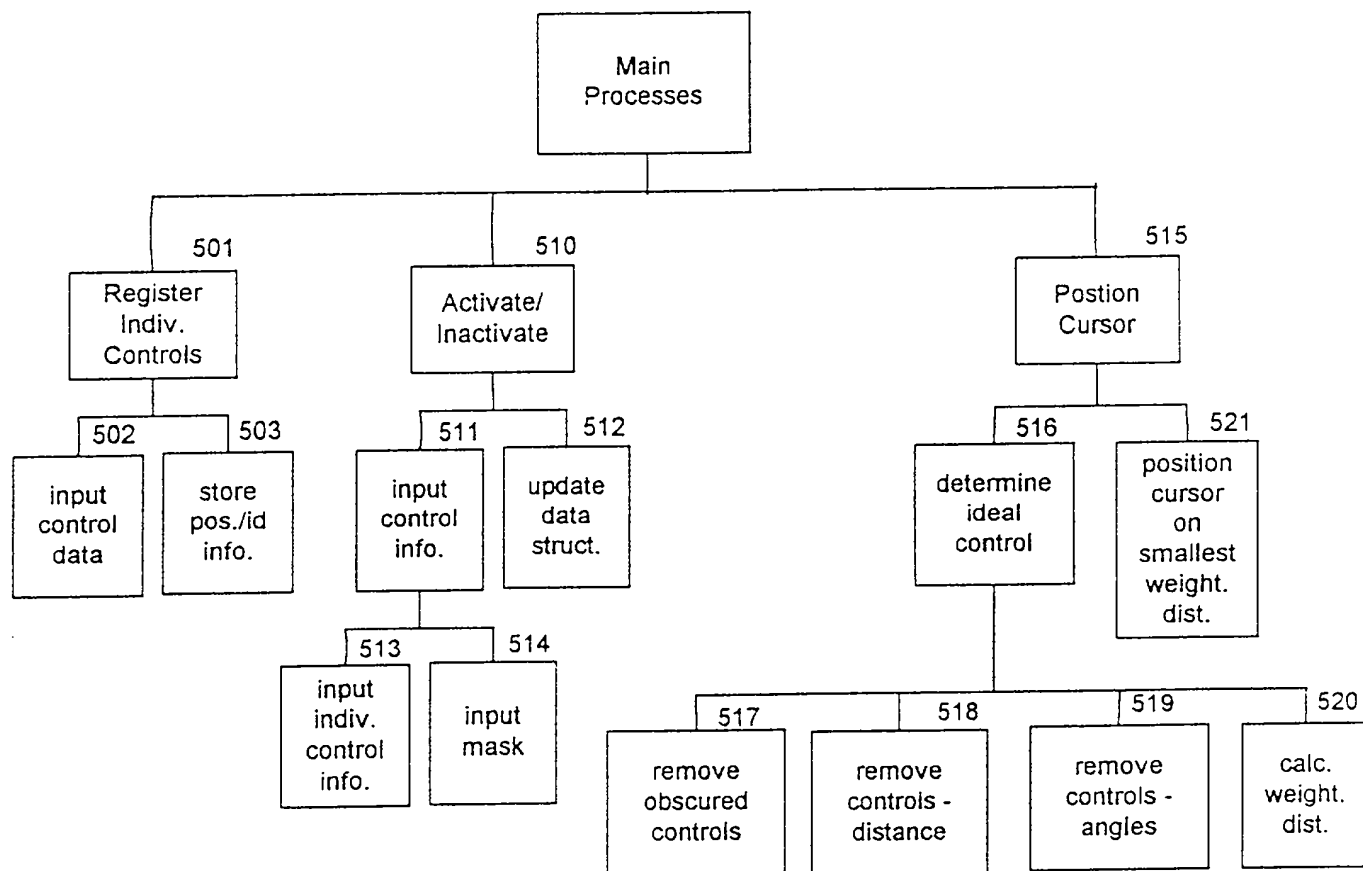 Main
Processes
501
Register
Indiv.
Controls
510
Activate/
Inactivate
515
Postion
Cursor
502
input
control
data
503
store
pos./id
info.
511
input
control
info.
512
update
data
struct.
516
determine
ideal
control
521
position
cursor
on
smallest
weight.
dist.
513
input
indiv.
control
info.
514
input
mask
517
remove
obscured
controls
518
remove
controls -
distance
519
remove
controls -
angles
520
calc.
weight.
dist.